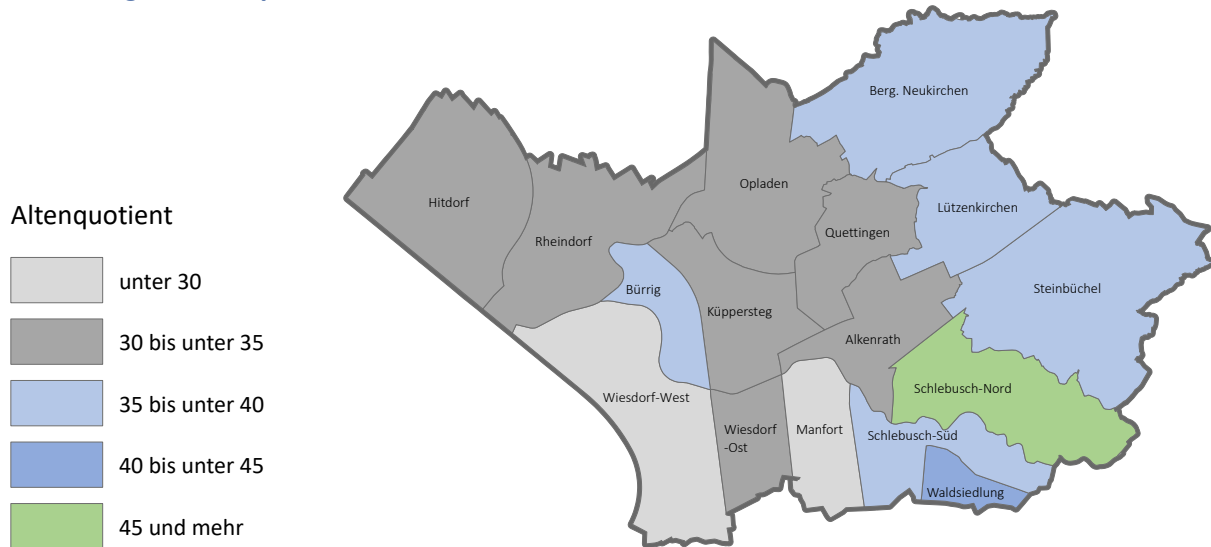 Altenquotient
unter 30
30 bis unter 35
35 bis unter 40
40 bis unter 45
45 und mehr
Berg. Neukirchen
Opladen
Hitdorf
Lützenkirchen
Quettingen
Rheindorf
Bürrig
Steinbüchel
Küppersteg
Alkenrath
Schlebusch-Nord
Wiesdorf-West
Wiesdorf
-Ost
Manfort
Schlebusch-Süd
Waldsiedlung